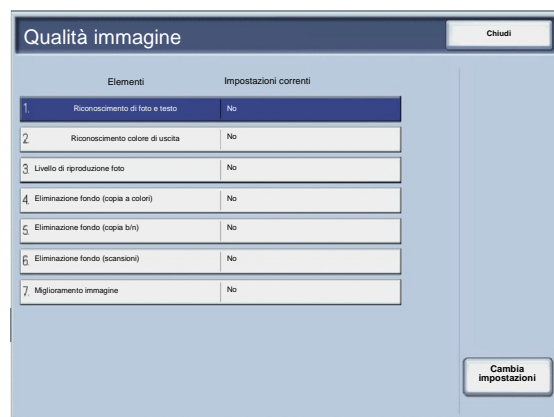 Qualità immagine
Chiudi
Elementi Impostazioni correnti
1. Riconoscimento di foto e testo No
2. Riconoscimento colore di uscita No
3. Livello di riproduzione foto No
4. Eliminazione fondo (copia a colori) No
5. Eliminazione fondo (copia b/n) No
6. Eliminazione fondo (scansioni) No
7. Miglioramento immagine No
Cambia
impostazioni